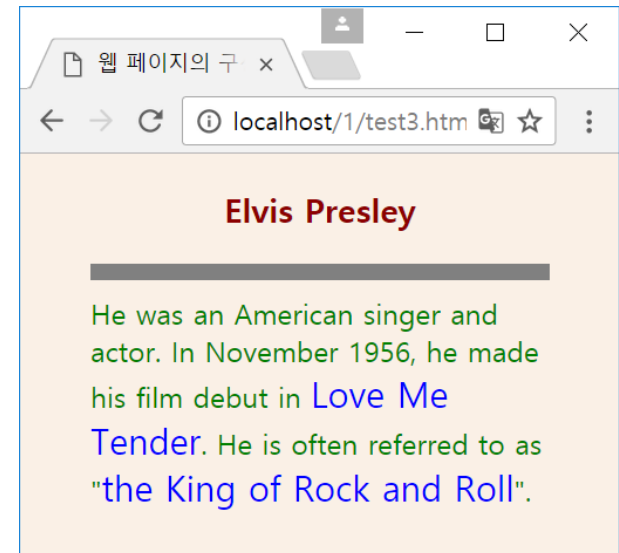 웹 페이지의 구
localhost/1/test3.htm
Elvis Presley
He was an American singer and
actor. In November 1956, he made
his film debut in Love Me
Tender. He is often referred to as
"the King of Rock and Roll".